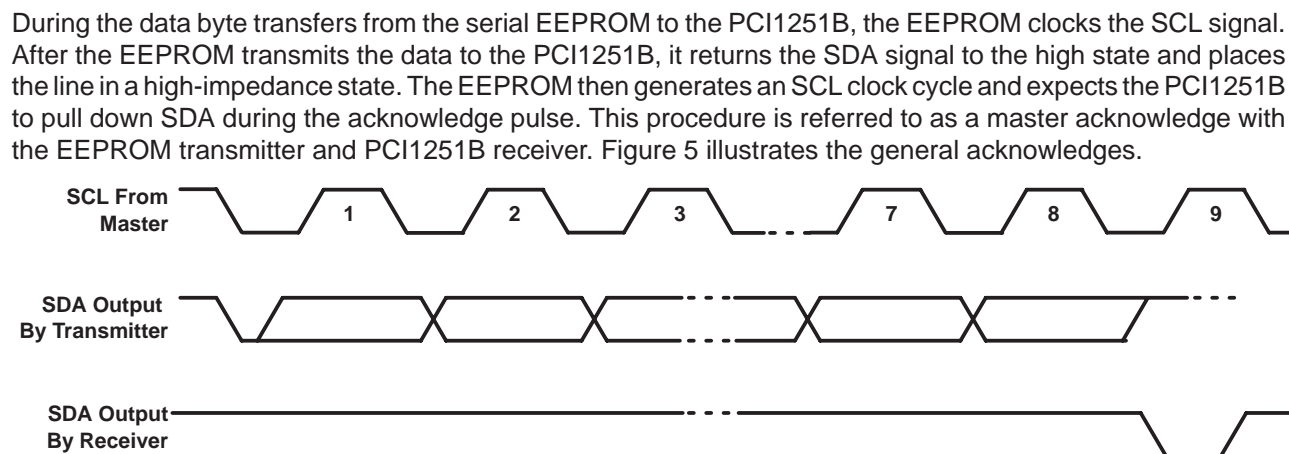 During the data byte transfers from the serial EEPROM to the PCI1251B, the EEPROM clocks the SCL signal.
After the EEPROM transmits the data to the PCI1251B, it returns the SDA signal to the high state and places
the line in a high-impedance state. The EEPROM then generates an SCL clock cycle and expects the PCI1251B
to pull down SDA during the acknowledge pulse. This procedure is referred to as a master acknowledge with
the EEPROM transmitter and PCI1251B receiver. Figure 5 illustrates the general acknowledges.
SCL From
Master
1 2 3 7 8 9
SDA Output
By Transmitter
SDA Output
By Receiver